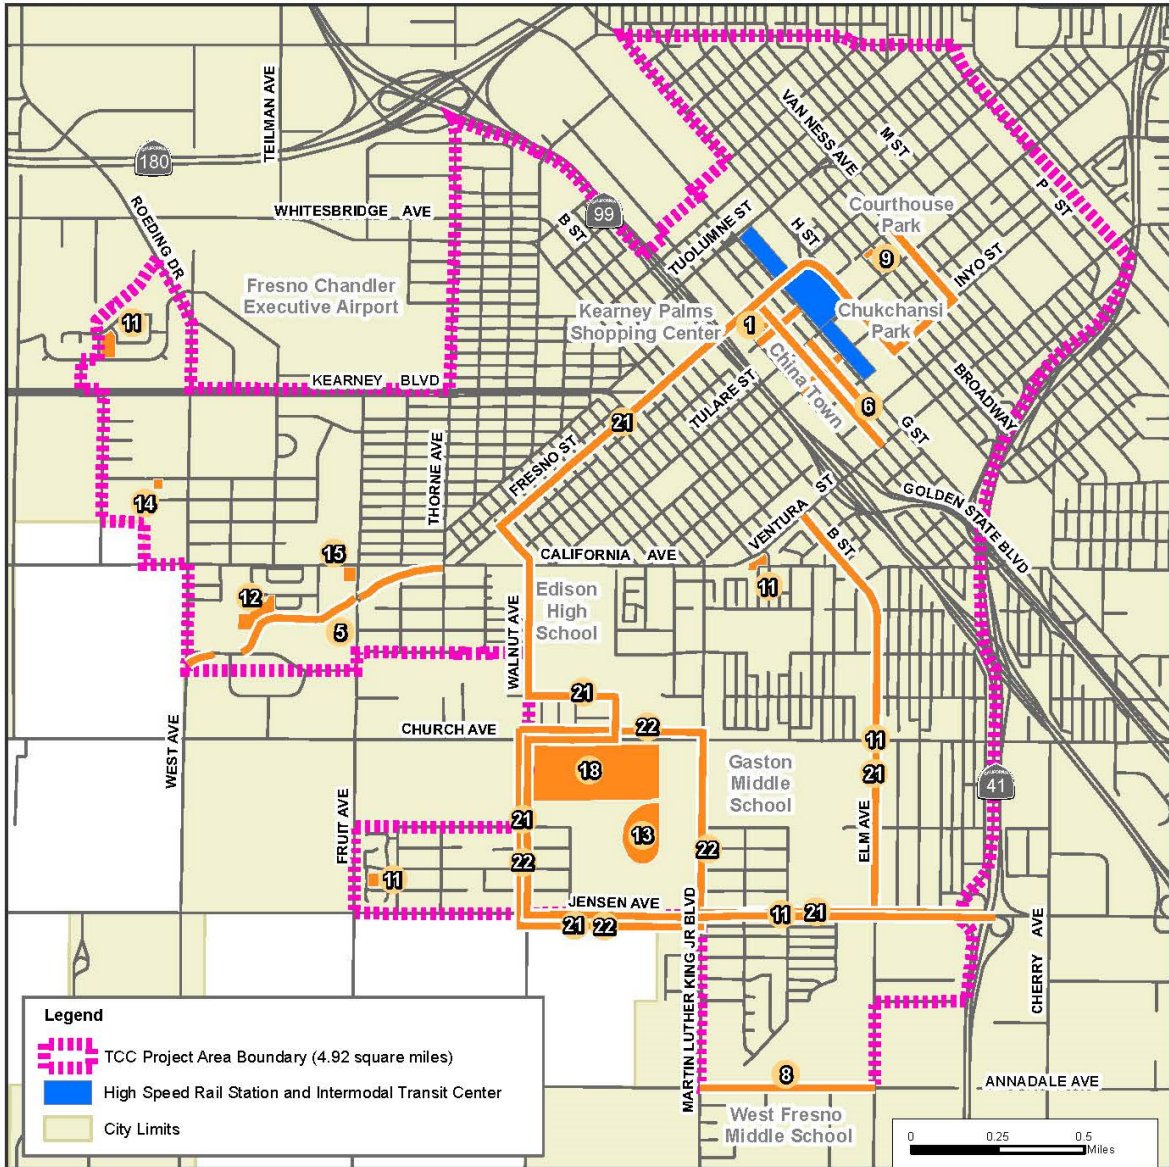 TEILMAN AVE
180
ROEDING DR
WHITESBRIDGE AVE
B ST
99
VAN NESS AVE
M ST
P ST
Courthouse
Park
H ST
TUOLUMNE ST
9
INYO ST
Fresno Chandler
Executive Airport
11
Kearney Palms
Shopping Center
1
Chukchansi
Park
China Town
KEARNEY BLVD
TULARE ST
6
BROADWAY
G ST
21
FRESNO ST
THORNE AVE
14
GOLDEN STATE BLVD
VENTURA ST
B ST.
15
CALIFORNIA AVE
11
12
5
Edison
High
School
WALNUT AVE
21
CHURCH AVE
22
11
WEST AVE
18
Gaston
Middle
School
21
41
FRUIT AVE
21
13
ELM AVE
22
22
11
JENSEN AVE
11
21
21
22
MARTIN LUTHER KING JR BLVD
CHERRY AVE
8
ANNADALE AVE
West Fresno
Middle School
Legend
TCC Project Area Boundary (4.92 square miles)
High Speed Rail Station and Intermodal Transit Center
City Limits
0 0.25 0.5
Miles